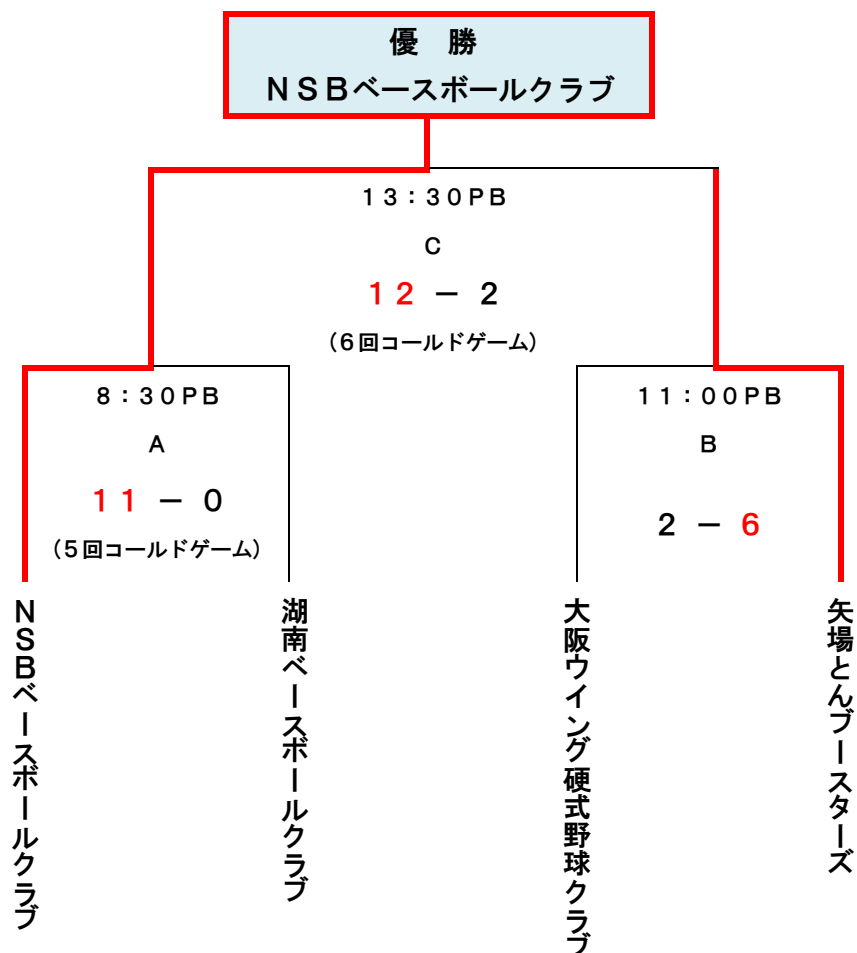 優　勝
ＮＳＢベースボールクラブ
１３：３０ＰＢ
Ｃ
１２ － ２
（６回コールドゲーム）
８：３０ＰＢ
Ａ
１１ － ０
（５回コールドゲーム）
１１：００ＰＢ
Ｂ
２ － ６
ＮＳＢベースボールクラブ
湖南ベースボールクラブ
大阪ウイング硬式野球クラブ
矢場とんブースターズ